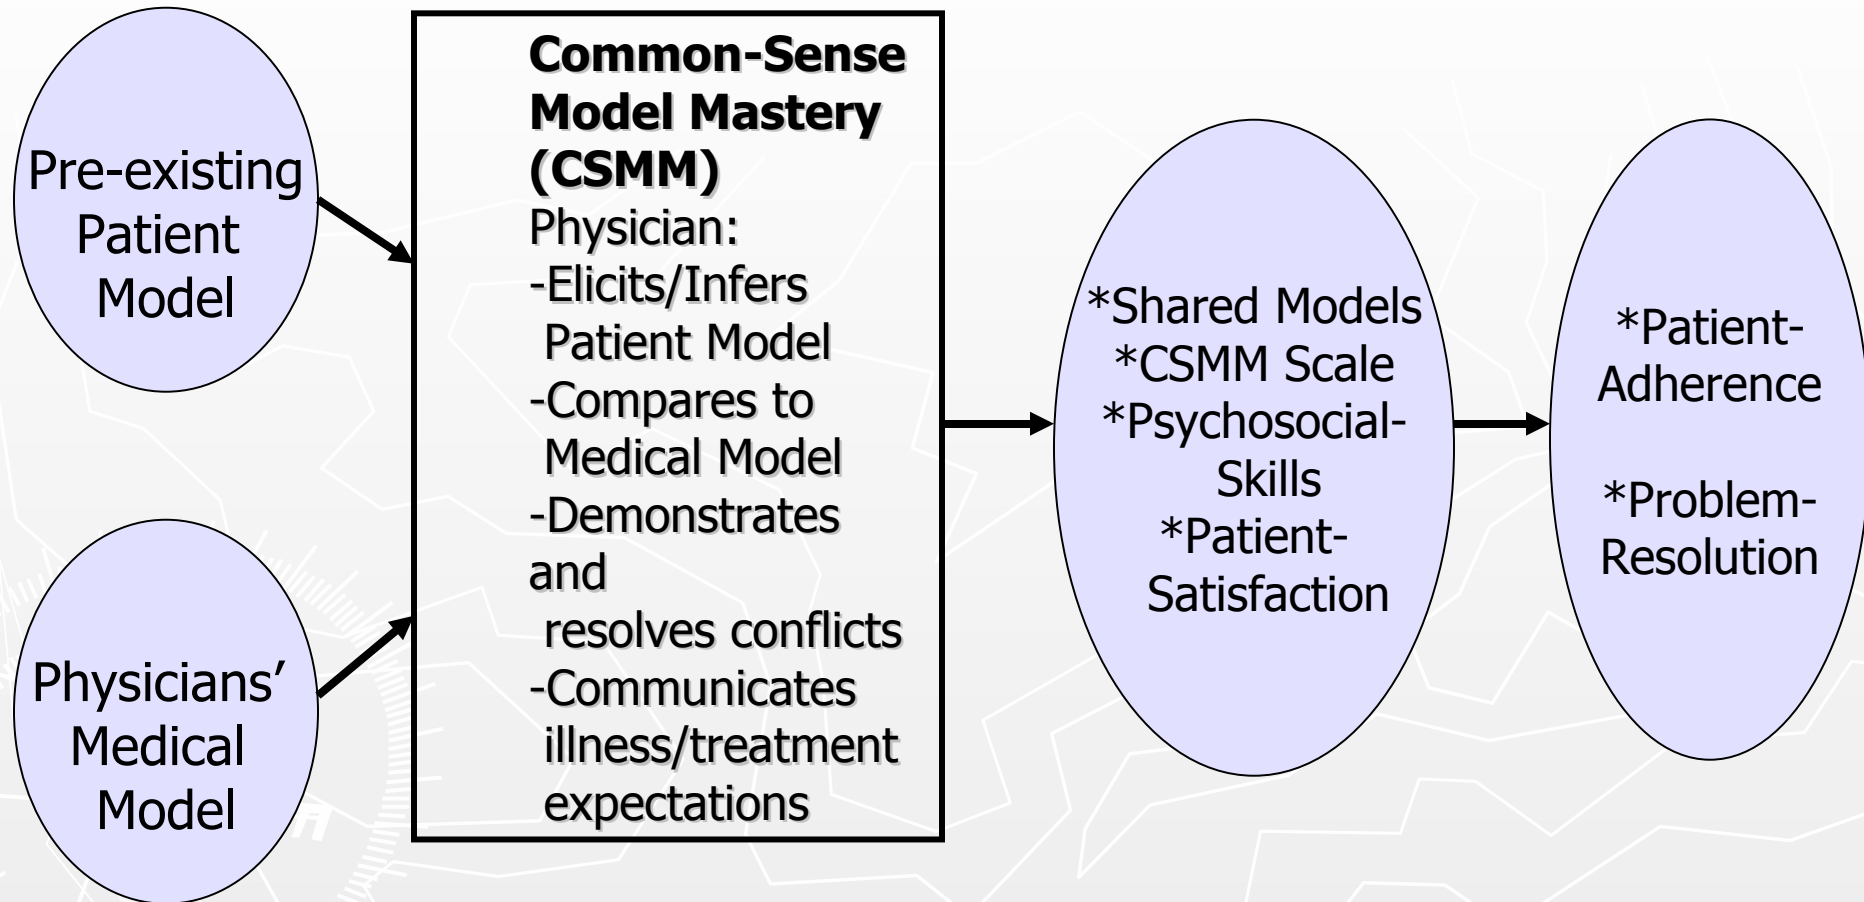 Pre-existing
Patient
Model
Physicians’
Medical
Model
Common-Sense
Model Mastery
(CSMM)
Physician:
-Elicits/Infers
Patient Model
-Compares to
Medical Model
-Demonstrates
and
resolves conflicts
-Communicates
illness/treatment
expectations
*Shared Models
*CSMM Scale
*Psychosocial-
Skills
*Patient-
Satisfaction
*Patient-
Adherence
*Problem-
Resolution